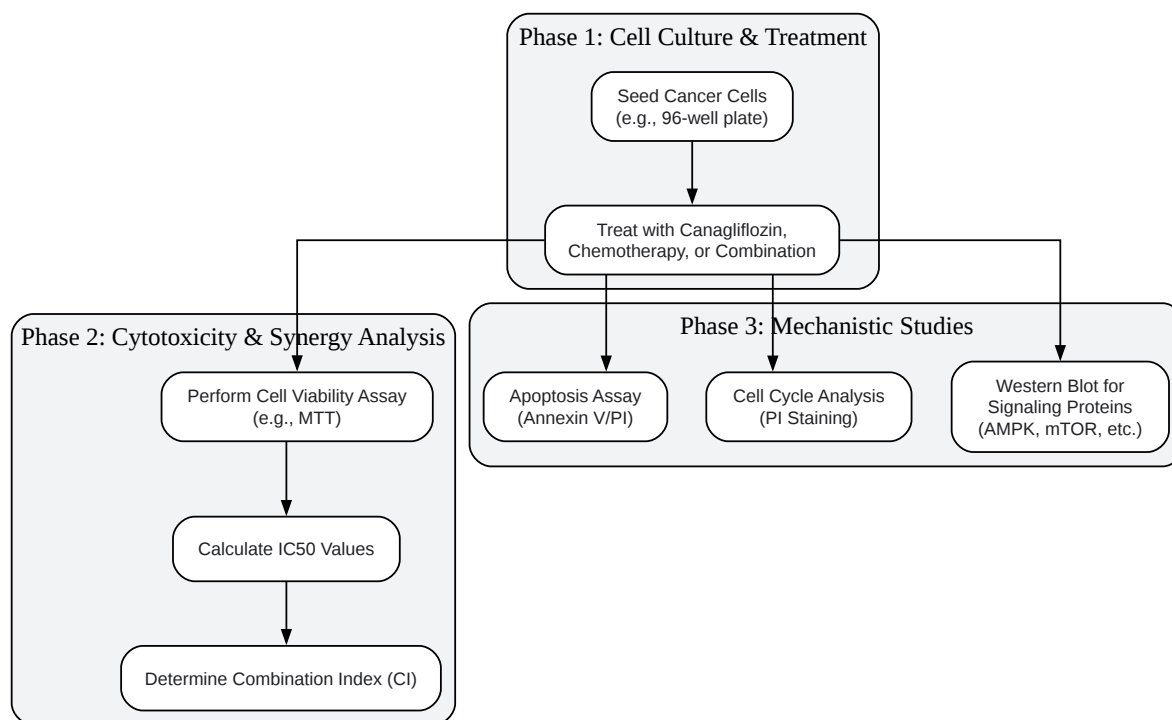 Phase 1: Cell Culture & Treatment
Seed Cancer Cells
(e.g., 96-well plate)
Treat with Canagliflozin,
Chemotherapy, or Combination
Phase 2: Cytotoxicity & Synergy Analysis
Perform Cell Viability Assay
(e.g., MTT)
Calculate IC50 Values
Determine Combination Index (CI)
Phase 3: Mechanistic Studies
Apoptosis Assay
(Annexin V/PI)
Cell Cycle Analysis
(PI Staining)
Western Blot for
Signaling Proteins
(AMPK, mTOR, etc.)